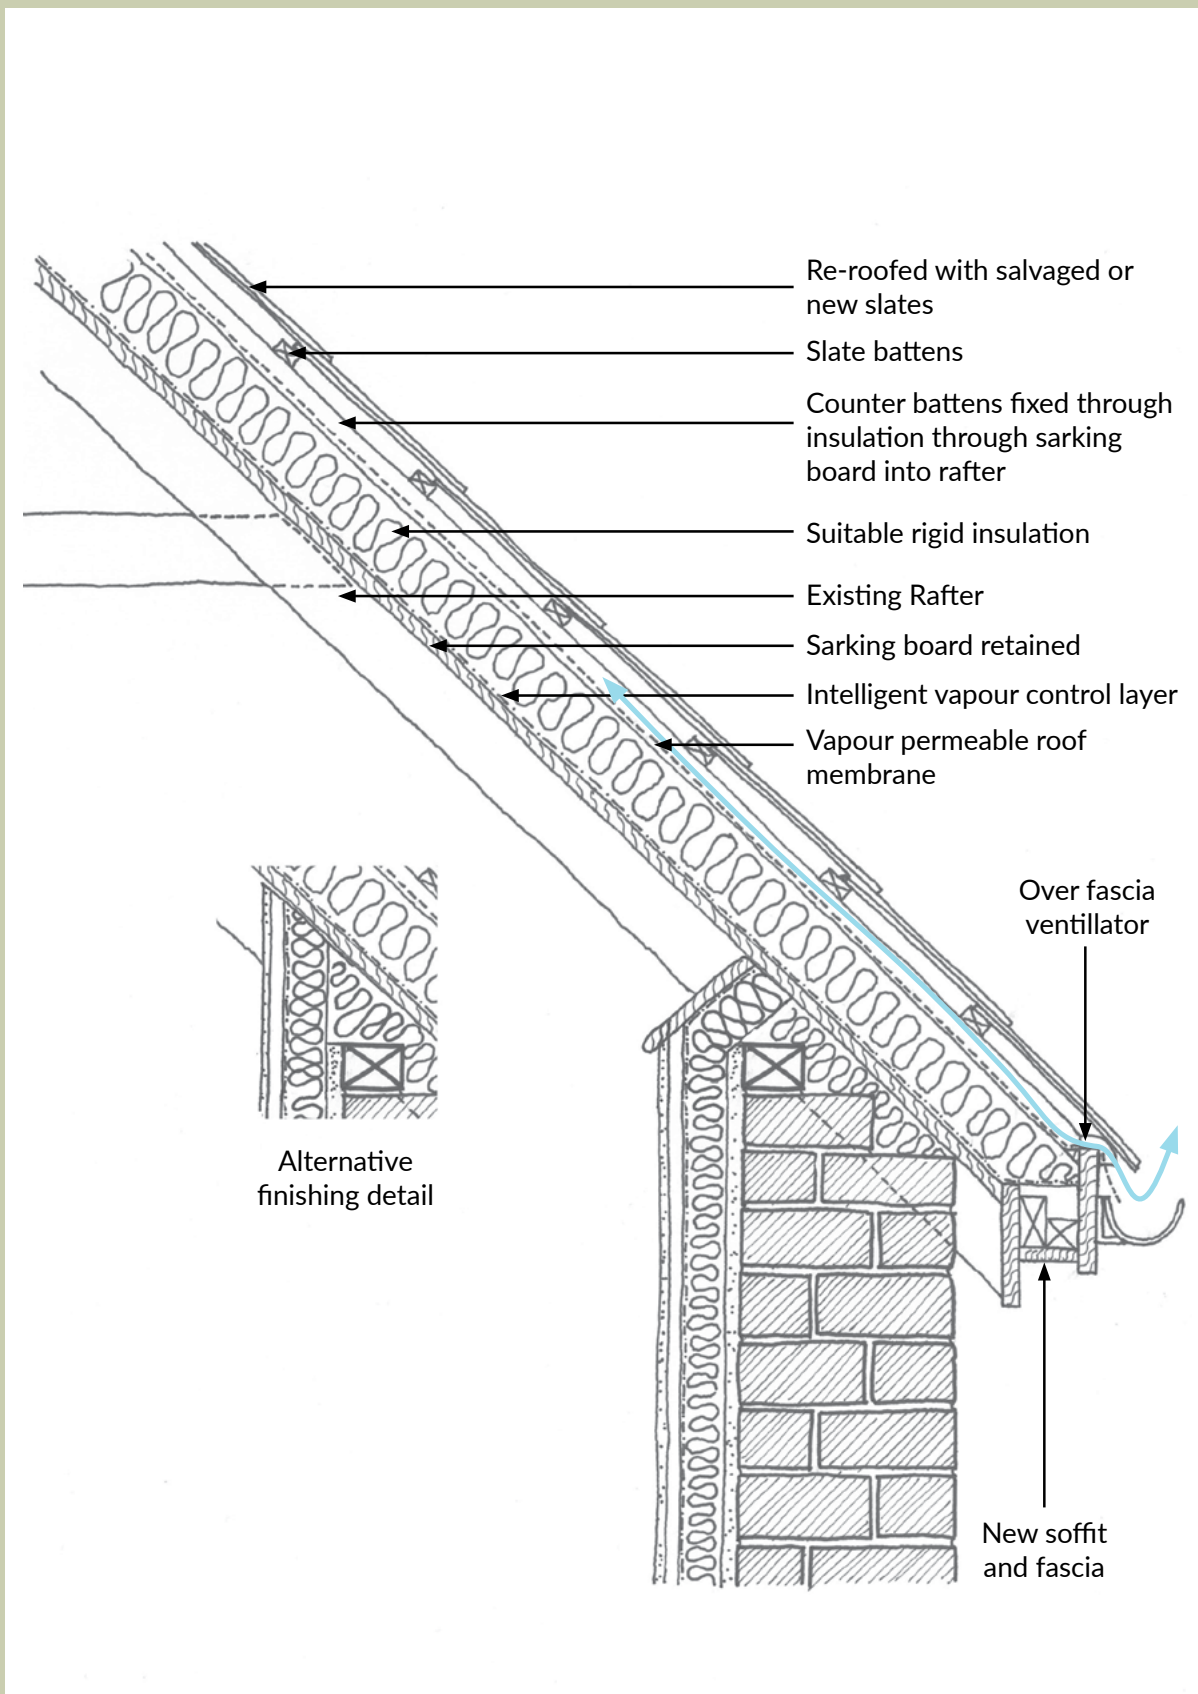 Re-roofed with salvaged or
new slates
Slate battens
Counter battens fixed through
insulation through sarking
board into rafter
Suitable rigid insulation
Existing Rafter
Sarking board retained
Intelligent vapour control layer
Vapour permeable roof
membrane
Over fascia
ventillator
Alternative
finishing detail
New soffit
and fascia